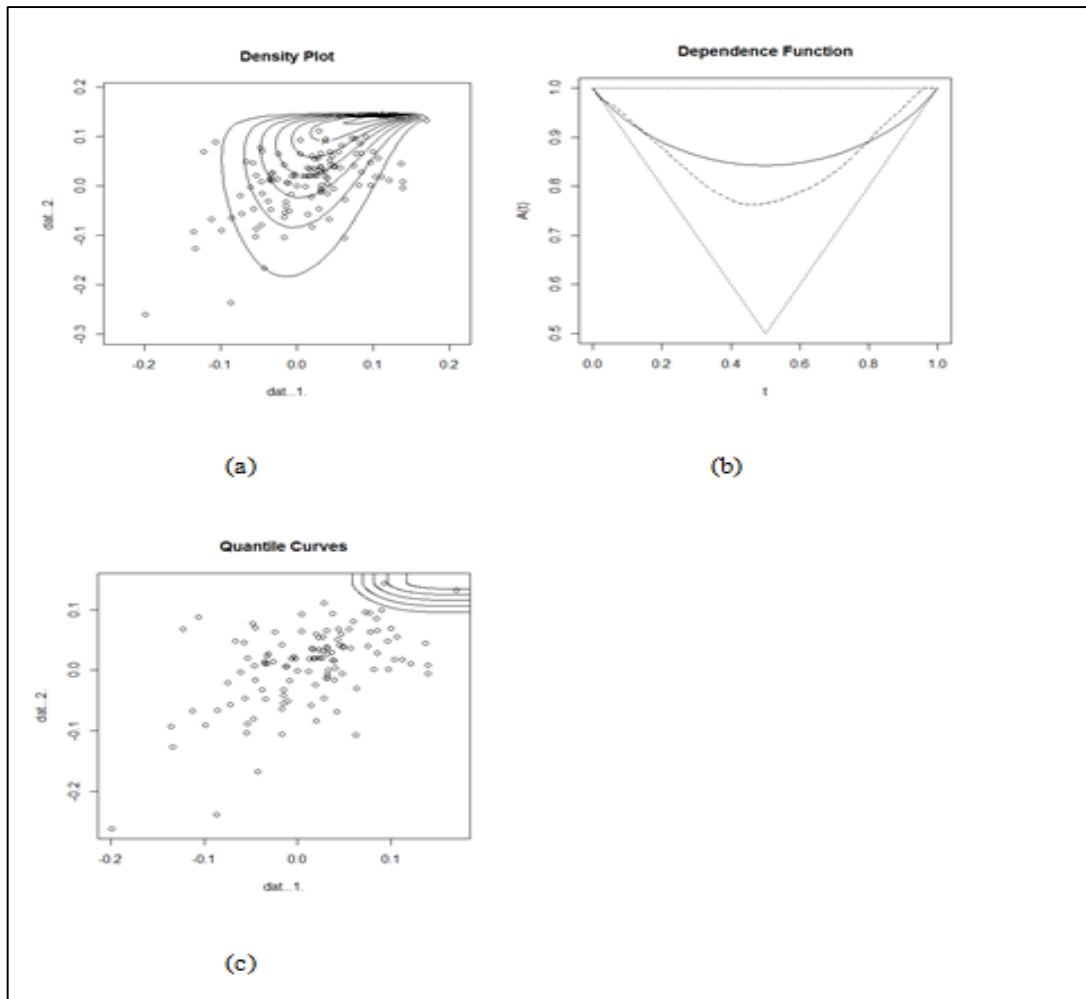 Density Plot
0.2
0.1
0.0
-0.1
-0.2
-0.3
dat..2.
-0.2 -0.1 0.0 0.1 0.2
dat...1.
(a)
Dependence Function
1.0
0.9
0.8
0.7
0.6
0.5
A(t)
0.0 0.2 0.4 0.6 0.8 1.0
t
(b)
Quantile Curves
0.1
0.0
-0.1
-0.2
dat..2.
-0.2 -0.1 0.0 0.1
dat...1.
(c)